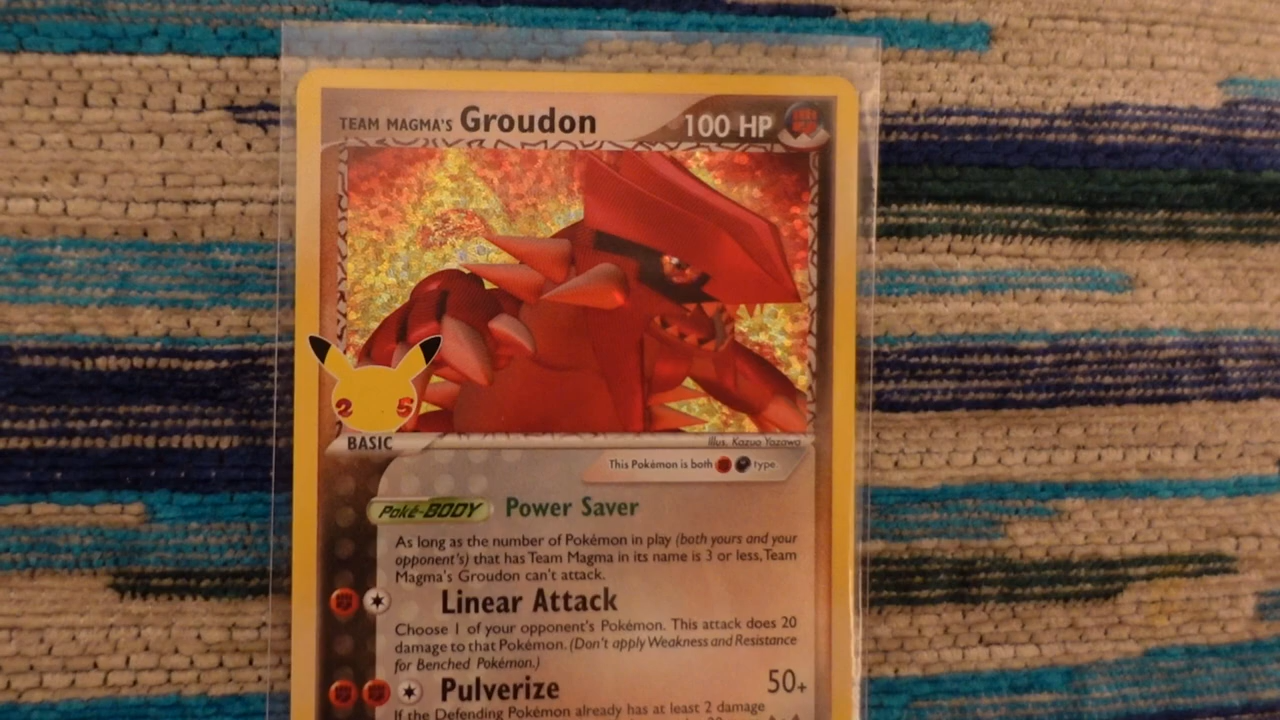 TEAM MAGMA'S Groudon 100 HP
2 5
BASIC
Illus. Kazuo Yazawa
This Pokémon is both type.
Poké-BODY Power Saver
As long as the number of Pokémon in play (both yours and your
opponent's) that has Team Magma in its name is 3 or less, Team
Magma's Groudon can't attack.
Linear Attack
Choose 1 of your opponent's Pokémon. This attack does 20
damage to that Pokémon. (Don't apply Weakness and Resistance
for Benched Pokémon.)
Pulverize 50+
If the Defending Pokémon already has at least 2 damage